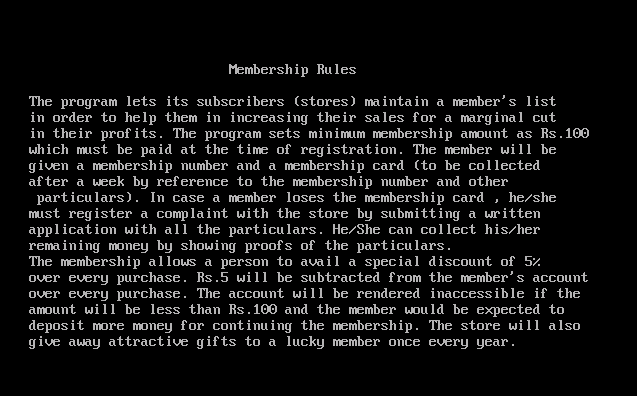 Membership Rules
The program lets its subscribers (stores) maintain a member's list
in order to help them in increasing their sales for a marginal cut
in their profits. The program sets minimum membership amount as Rs.100
which must be paid at the time of registration. The member will be
given a membership number and a membership card (to be collected
after a week by reference to the membership number and other
particulars). In case a member loses the membership card , he/she
must register a complaint with the store by submitting a written
application with all the particulars. He/She can collect his/her
remaining money by showing proofs of the particulars.
The membership allows a person to avail a special discount of 5%
over every purchase. Rs.5 will be subtracted from the member's account
over every purchase. The account will be rendered inaccessible if the
amount will be less than Rs.100 and the member would be expected to
deposit more money for continuing the membership. The store will also
give away attractive gifts to a lucky member once every year.